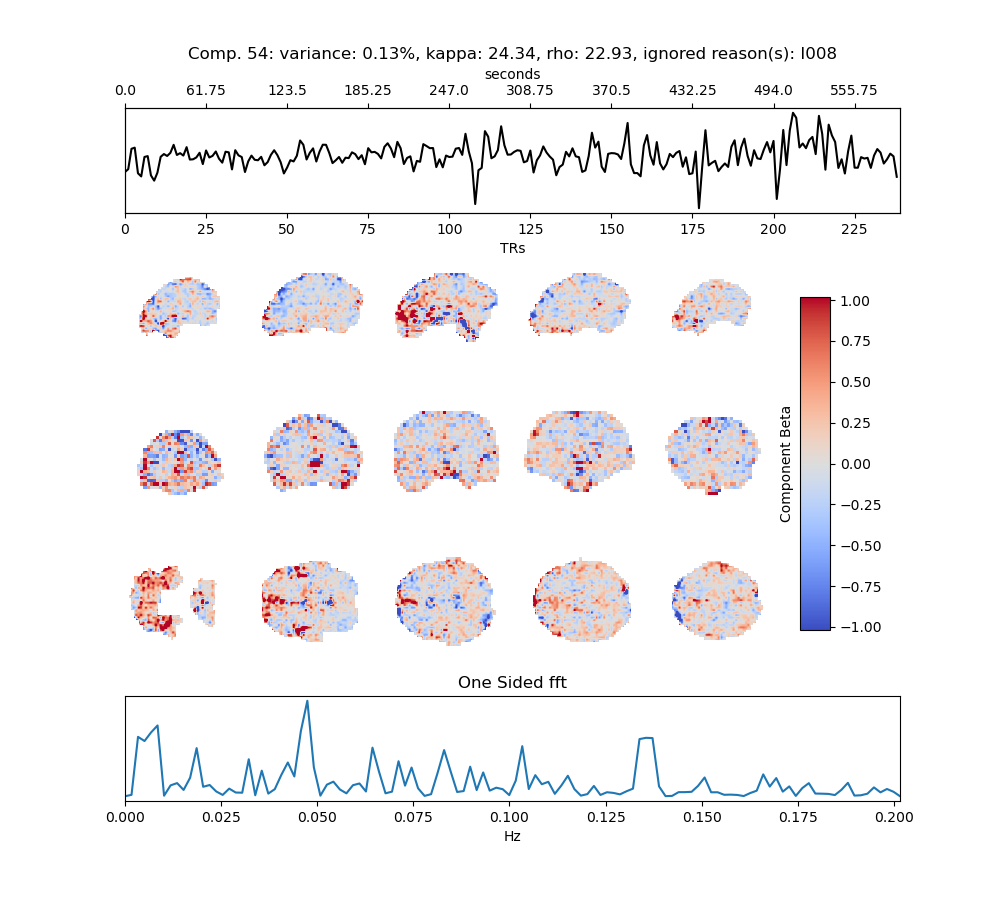 Comp. 54: variance: 0.13%, kappa: 24.34, rho: 22.93, ignored reason(s): I008
seconds
0.0 61.75 123.5 185.25 247.0 308.75 370.5 432.25 494.0 555.75
0 25 50 75 100 125 150 175 200 225
TRs
1.00
0.75
0.50
0.25
0.00
−0.25
−0.50
−0.75
−1.00
Component Beta
One Sided fft
0.000 0.025 0.050 0.075 0.100 0.125 0.150 0.175 0.200
Hz